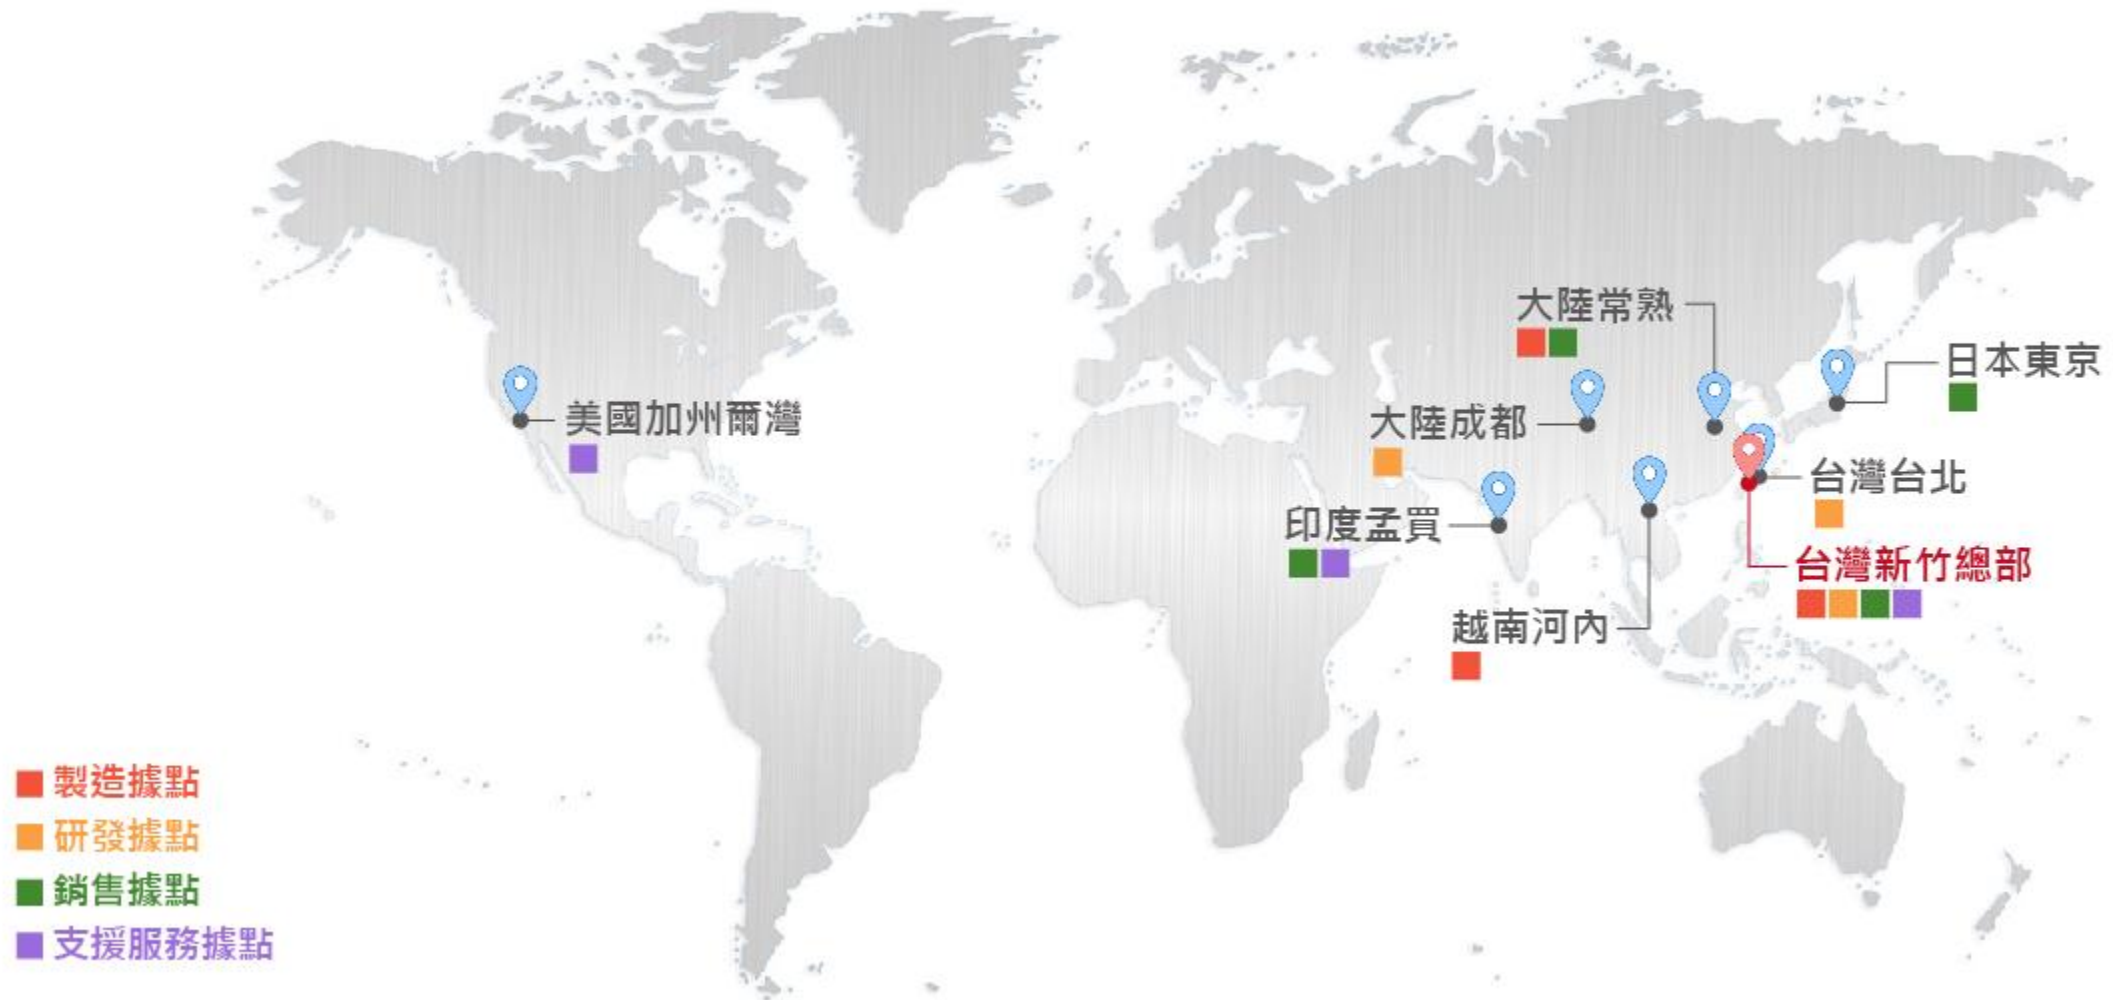 大陸常熟
日本東京
美國加州爾灣
大陸成都
台灣台北
印度孟買
台灣新竹總部
越南河內
製造據點
研發據點
銷售據點
支援服務據點